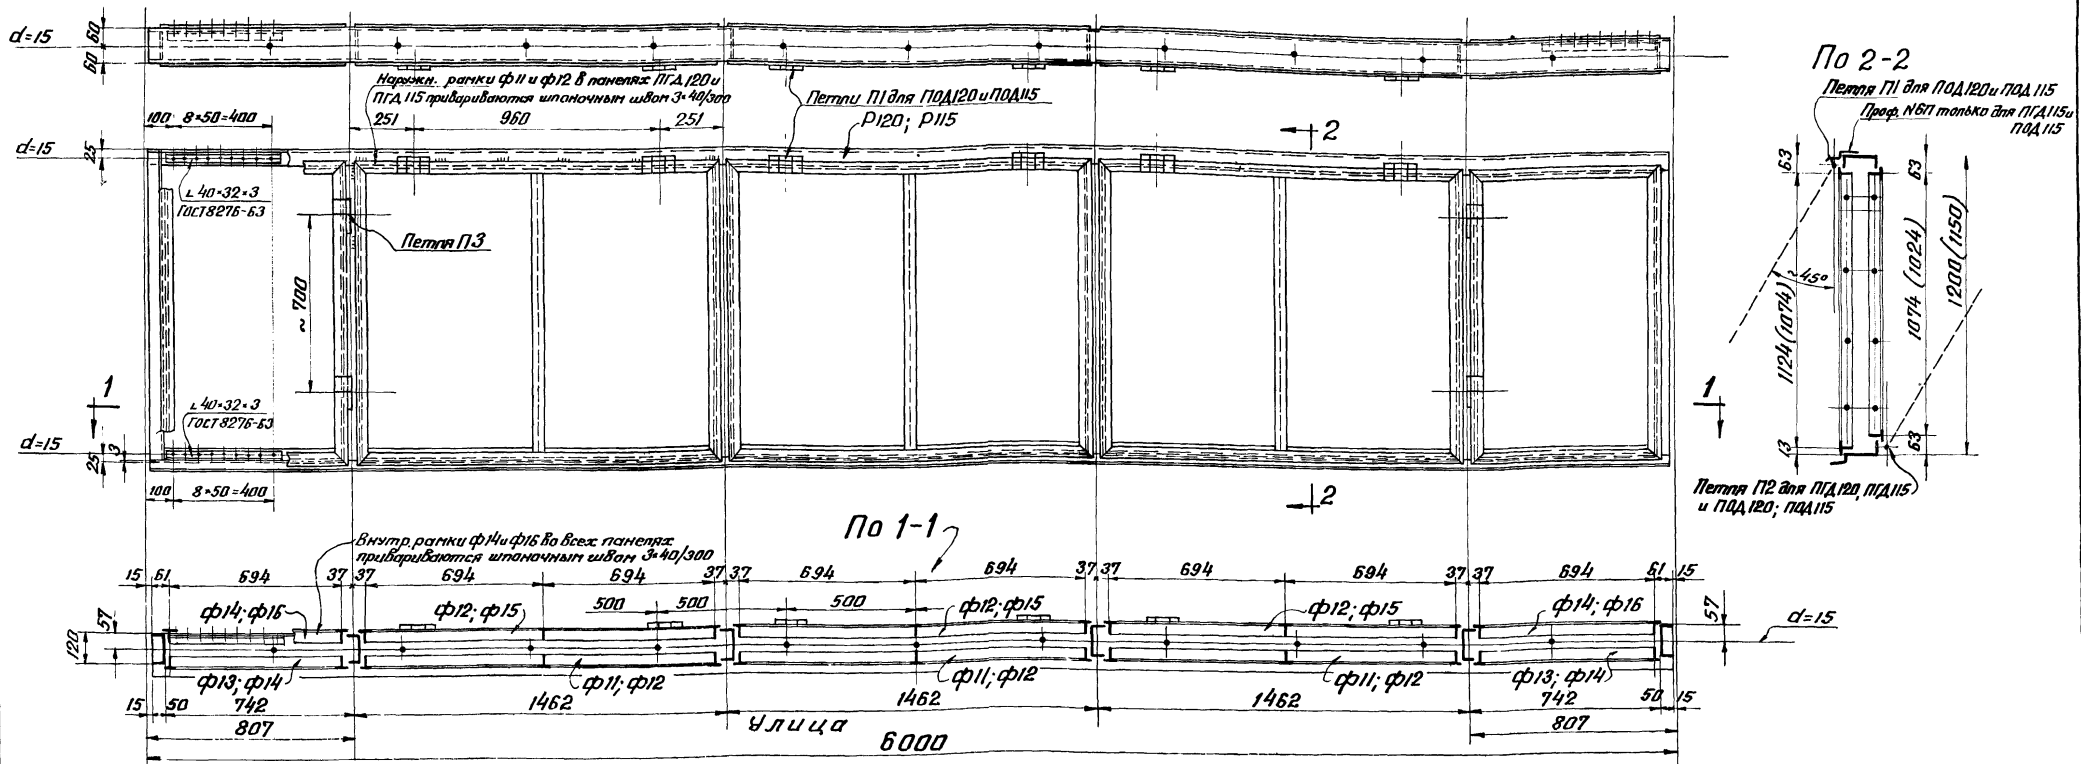 d=15
60
60
Наружн. рамки ф11 и ф12 в панелях ПГД120 и
ПГД115 привариваются шпоночным швом 3×40/300
Петли П1 для ПОД120 и ПОД115
Р120; Р115
100 8×50=400
251 960 251
2
d=15
25
∟40×32×3
ГОСТ 8276-63
Петля П3
~700
1
∟40×32×3
ГОСТ 8276-63
d=15
25
3
100 8×50=400
2
По 2-2
Петля П1 для ПОД120 и ПОД115
Проф. N6П только для ПГД115 и
ПОД115
63
63
~45°
1124(1074)
1074 (1024)
1200(1150)
13
63
1
Петля П2 для ПГД120, ПГД115
и ПОД120; ПОД115
По 1-1
Внутр. рамки ф14 и ф16 во всех панелях
привариваются шпоночным швом 3×40/300
15 61 694 37 37 694 694 37 37 694 694 37 37 694 694 37 37 694 61 15
500 500 500
ф14; ф16
ф12; ф15
ф12; ф15
ф12; ф15
ф14; ф16
57
120
57
d=15
ф13; ф14
ф11; ф12
ф11; ф12
ф11; ф12
ф13; ф14
15 50 742 1462 1462 1462 742 50 15
807
Улица
807
6000